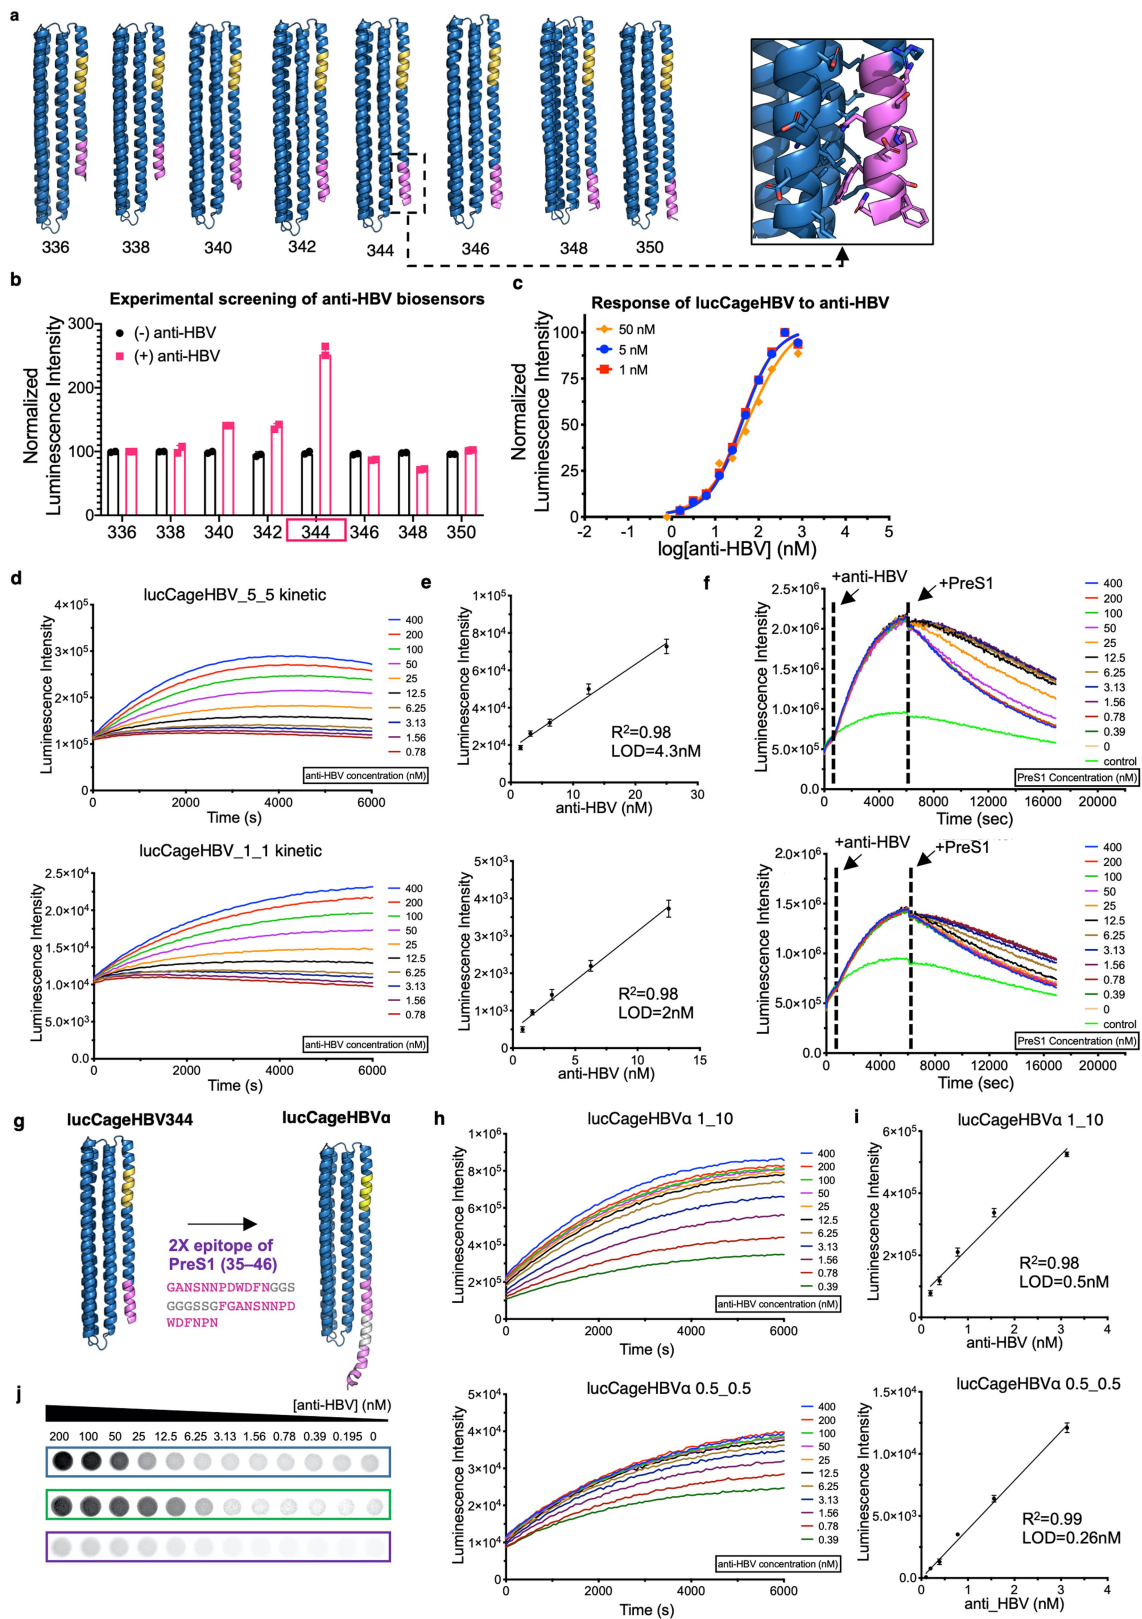 a
336
338
340
342
344
346
348
350
b
Experimental screening of anti-HBV biosensors
Normalized
Luminescence Intensity
300
200
100
0
(-) anti-HBV
(+) anti-HBV
336 338 340 342 344 346 348 350
c
Response of lucCageHBV to anti-HBV
Normalized
Luminescence Intensity
100
75
50
25
0
50 nM
5 nM
1 nM
-2 -1 0 1 2 3 4 5
log[anti-HBV] (nM)
d
lucCageHBV_5_5 kinetic
Luminescence Intensity
4×10⁵
3×10⁵
2×10⁵
1×10⁵
0
400
200
100
50
25
12.5
6.25
3.13
1.56
0.78
anti-HBV concentration (nM)
0 2000 4000 6000
Time (s)
lucCageHBV_1_1 kinetic
Luminescence Intensity
2.5×10⁴
2.0×10⁴
1.5×10⁴
1.0×10⁴
5.0×10³
0.0
400
200
100
50
25
12.5
6.25
3.13
1.56
0.78
anti-HBV concentration (nM)
0 2000 4000 6000
Time (s)
e
Luminescence Intensity
1×10⁵
8×10⁴
6×10⁴
4×10⁴
2×10⁴
0
R²=0.98
LOD=4.3nM
0 10 20 30
anti-HBV (nM)
Luminescence Intensity
5×10³
4×10³
3×10³
2×10³
1×10³
0
R²=0.98
LOD=2nM
0 5 10 15
anti-HBV (nM)
f
+anti-HBV
+PreS1
Luminescence Intensity
2.5×10⁶
2.0×10⁶
1.5×10⁶
1.0×10⁶
5.0×10⁵
0.0
400
200
100
50
25
12.5
6.25
3.13
1.56
0.78
0.39
0
control
PreS1 Concentration (nM)
0 4000 8000 12000 16000 20000
Time (sec)
+anti-HBV
+PreS1
Luminescence Intensity
2.0×10⁶
1.5×10⁶
1.0×10⁶
5.0×10⁵
0.0
400
200
100
50
25
12.5
6.25
3.13
1.56
0.78
0.39
0
control
PreS1 Concentration (nM)
0 4000 8000 12000 16000 20000
Time (sec)
g
lucCageHBV344
lucCageHBVα
2X epitope of
PreS1 (35–46)
GANSNNPDWDFNGGS
GGGSSGFGANSNNPD
WDFNPN
h
lucCageHBVα 1_10
Luminescence Intensity
1×10⁶
8×10⁵
6×10⁵
4×10⁵
2×10⁵
0
400
200
100
50
25
12.5
6.25
3.13
1.56
0.78
0.39
anti-HBV concentration (nM)
0 2000 4000 6000
Time (s)
lucCageHBVα 0.5_0.5
Luminescence Intensity
5×10⁴
4×10⁴
3×10⁴
2×10⁴
1×10⁴
0
400
200
100
50
25
12.5
6.25
3.13
1.56
0.78
0.39
anti-HBV concentration (nM)
0 2000 4000 6000
Time (s)
i
lucCageHBVα 1_10
Luminescence Intensity
6×10⁵
4×10⁵
2×10⁵
0
R²=0.98
LOD=0.5nM
0 1 2 3 4
anti-HBV (nM)
lucCageHBVα 0.5_0.5
Luminescence Intensity
1.5×10⁴
1.0×10⁴
5.0×10³
0.0
R²=0.99
LOD=0.26nM
0 1 2 3 4
anti_HBV (nM)
j
[anti-HBV] (nM)
200 100 50 25 12.5 6.25 3.13 1.56 0.78 0.39 0.195 0